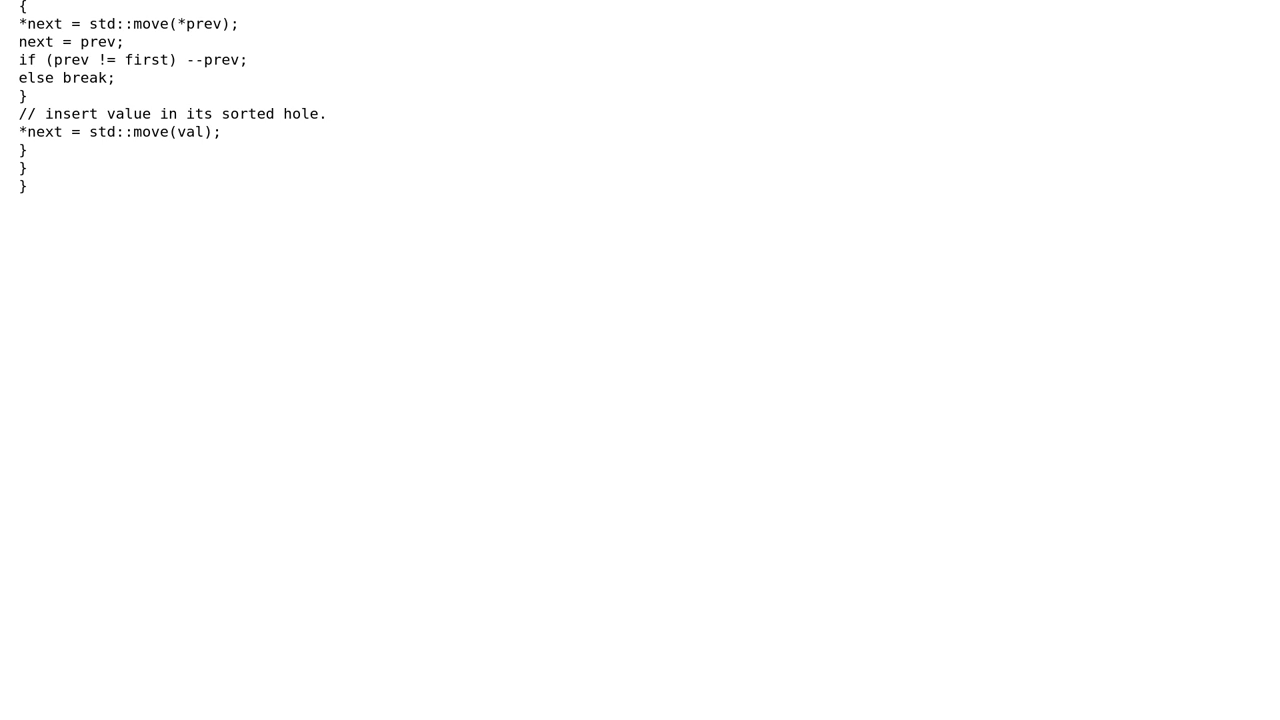 {
*next = std::move(*prev);
next = prev;
if (prev != first) --prev;
else break;
}
// insert value in its sorted hole.
*next = std::move(val);
}
}
}